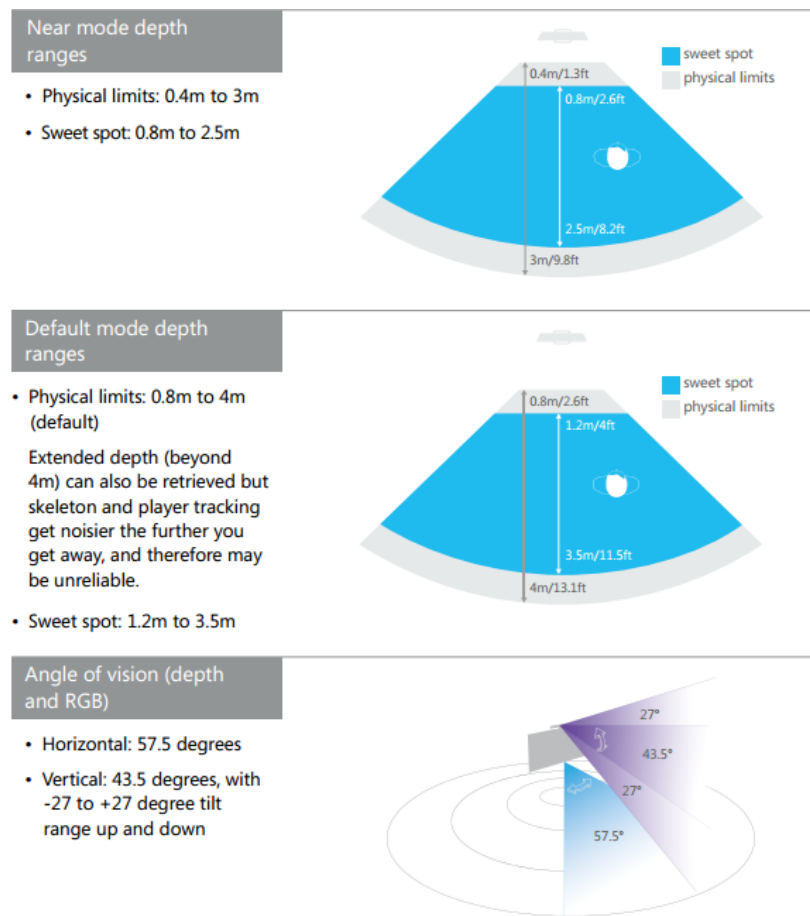 Near mode depth
ranges
• Physical limits: 0.4m to 3m
• Sweet spot: 0.8m to 2.5m
sweet spot
physical limits
0.4m/1.3ft
0.8m/2.6ft
2.5m/8.2ft
3m/9.8ft
Default mode depth
ranges
• Physical limits: 0.8m to 4m
(default)
Extended depth (beyond
4m) can also be retrieved but
skeleton and player tracking
get noisier the further you
get away, and therefore may
be unreliable.
• Sweet spot: 1.2m to 3.5m
sweet spot
physical limits
0.8m/2.6ft
1.2m/4ft
3.5m/11.5ft
4m/13.1ft
Angle of vision (depth
and RGB)
• Horizontal: 57.5 degrees
• Vertical: 43.5 degrees, with
-27 to +27 degree tilt
range up and down
27°
43.5°
27°
57.5°